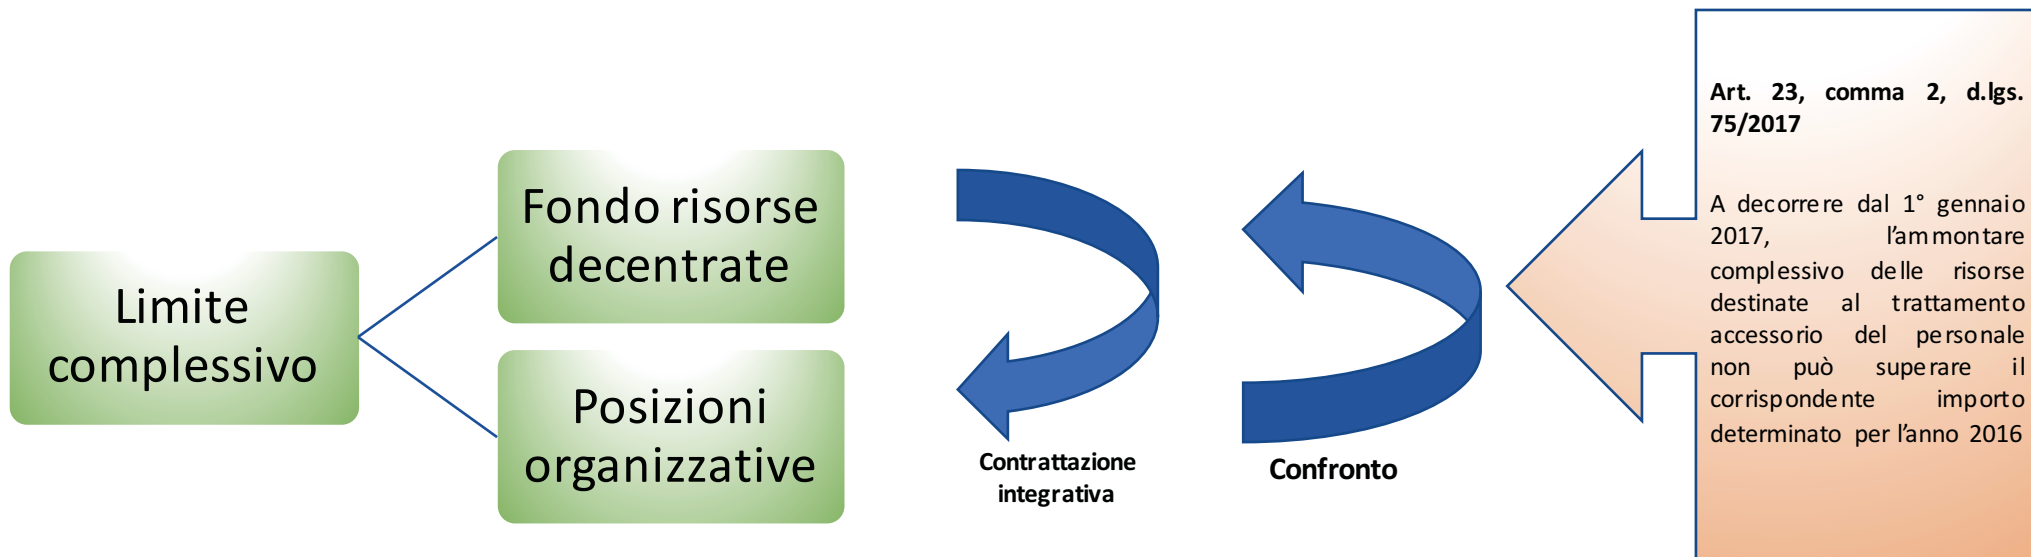 Limite
complessivo
Fondo risorse
decentrate
Posizioni
organizzative
Contrattazione
integrativa
Confronto
Art. 23, comma 2, d.lgs.
75/2017
A decorrere dal 1° gennaio
2017, l'ammontare
complessivo delle risorse
destinate al trattamento
accessorio del personale
non può superare il
corrispondente importo
determinato per l'anno 2016